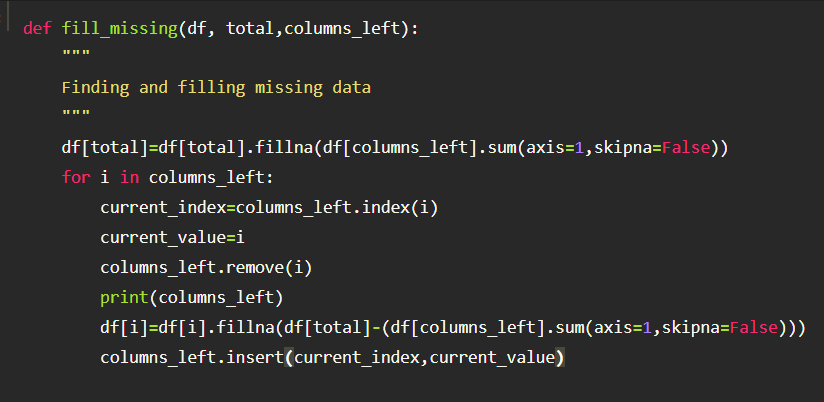 def fill_missing(df, total,columns_left):
    """
    Finding and filling missing data
    """
    df[total]=df[total].fillna(df[columns_left].sum(axis=1,skipna=False))
    for i in columns_left:
        current_index=columns_left.index(i)
        current_value=i
        columns_left.remove(i)
        print(columns_left)
        df[i]=df[i].fillna(df[total]-(df[columns_left].sum(axis=1,skipna=False)))
        columns_left.insert(current_index,current_value)